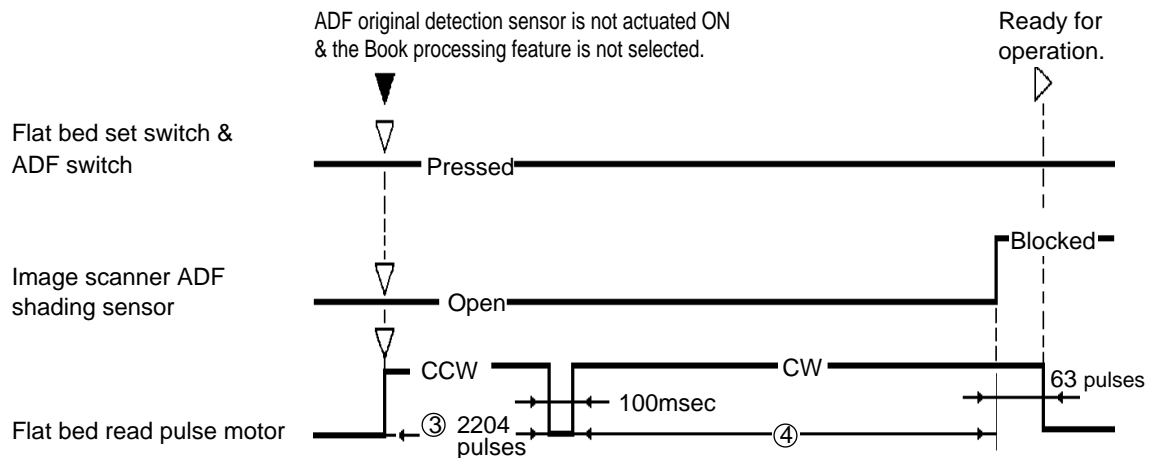 ADF original detection sensor is not actuated ON
& the Book processing feature is not selected.
Ready for
operation.
Flat bed set switch &
ADF switch
Pressed
Blocked
Image scanner ADF
shading sensor
Open
CCW
CW
63 pulses
100msec
Flat bed read pulse motor
③ 2204
pulses
④